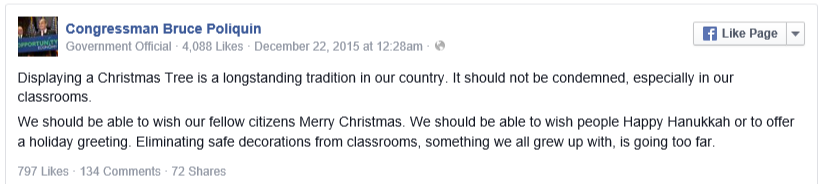 Congressman Bruce Poliquin
Government Official · 4,088 Likes · December 22, 2015 at 12:28am ·
Like Page
Displaying a Christmas Tree is a longstanding tradition in our country. It should not be condemned, especially in our
classrooms.
We should be able to wish our fellow citizens Merry Christmas. We should be able to wish people Happy Hanukkah or to offer
a holiday greeting. Eliminating safe decorations from classrooms, something we all grew up with, is going too far.
797 Likes · 134 Comments · 72 Shares